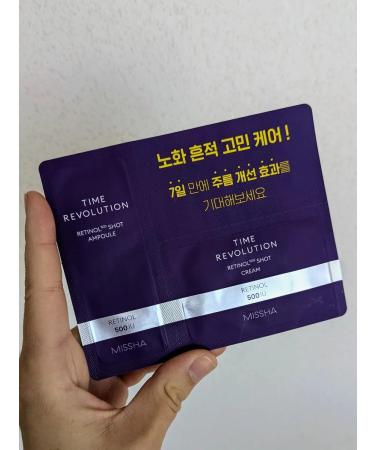 노화 흔적 고민 케어!
7일 만에 주름 개선 효과를
기대해보세요
TIME
REVOLUTION
RETINOL500 SHOT
AMPOULE
RETINOL
500IU
MISSHA
TIME
REVOLUTION
RETINOL500 SHOT
CREAM
RETINOL
500IU
MISSHA